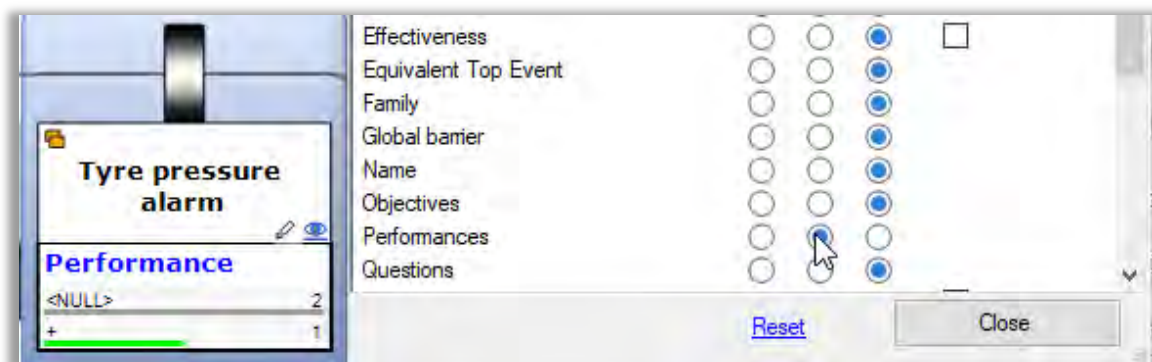 Tyre pressure
alarm
Performance
<NULL> 2
+ 1
Effectiveness
Equivalent Top Event
Family
Global barrier
Name
Objectives
Performances
Questions
Reset
Close